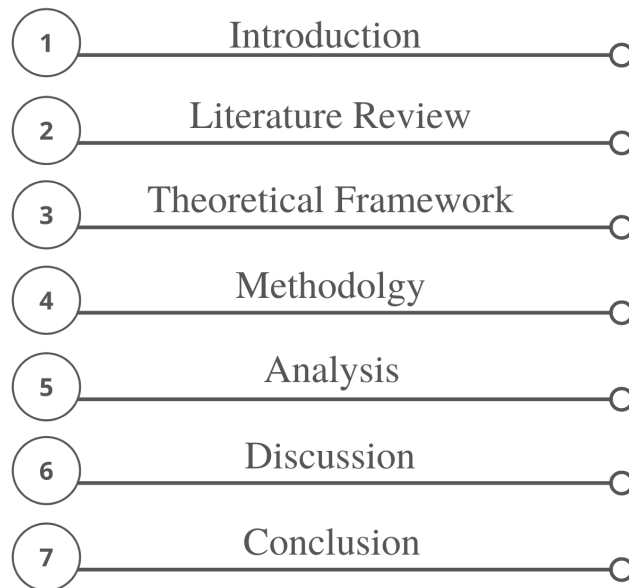 1 Introduction
2 Literature Review
3 Theoretical Framework
4 Methodolgy
5 Analysis
6 Discussion
7 Conclusion